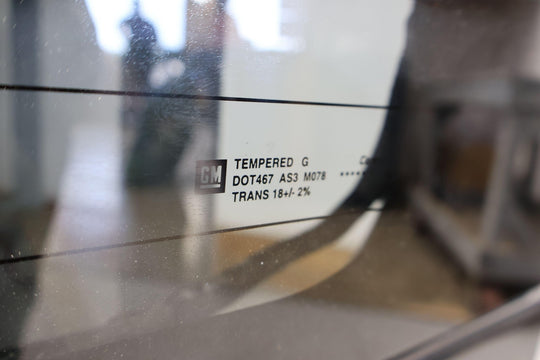 GM
TEMPERED G
DOT467 AS3 M078
TRANS 18+/- 2%